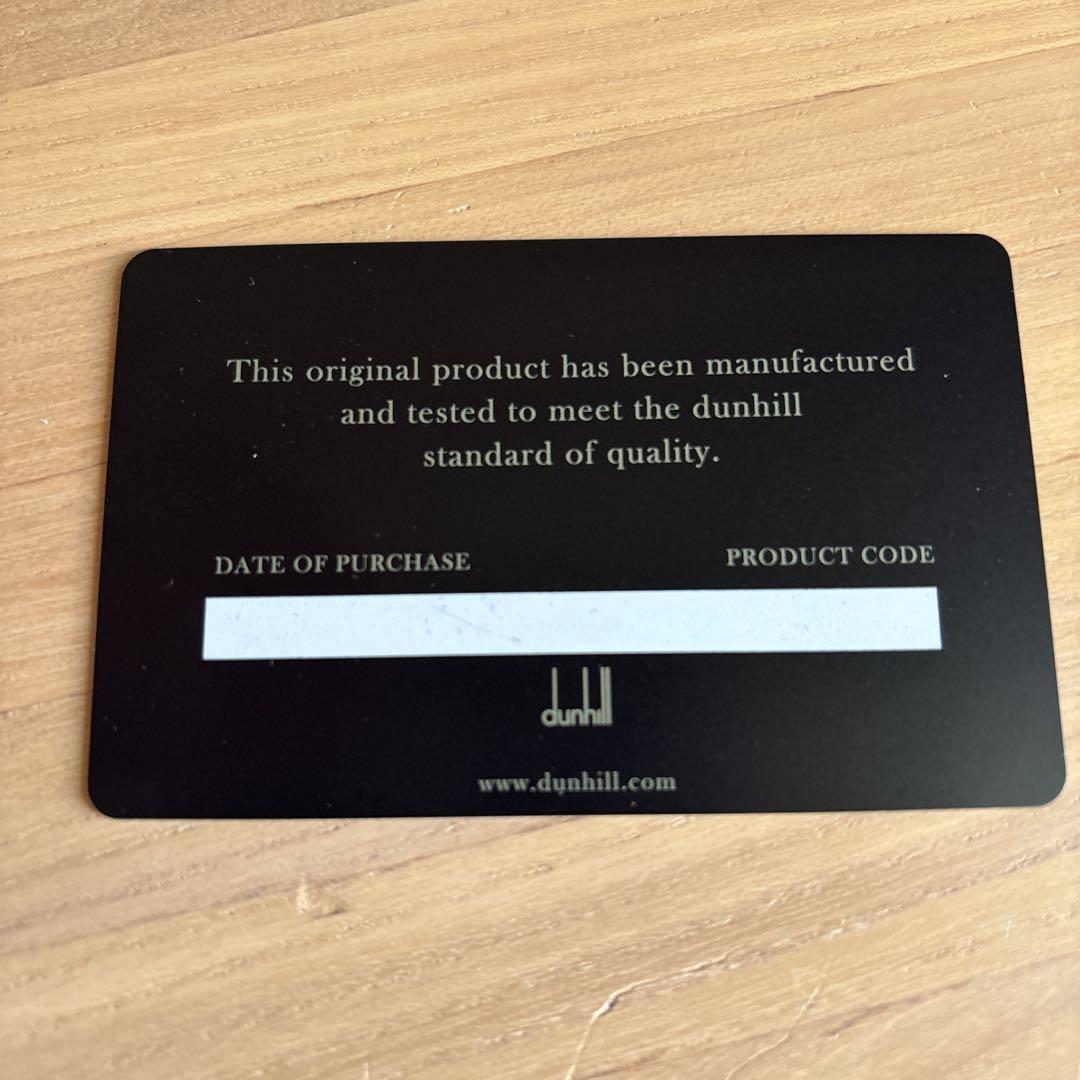 This original product has been manufactured
and tested to meet the dunhill
standard of quality.
DATE OF PURCHASE PRODUCT CODE
dunhill
www.dunhill.com